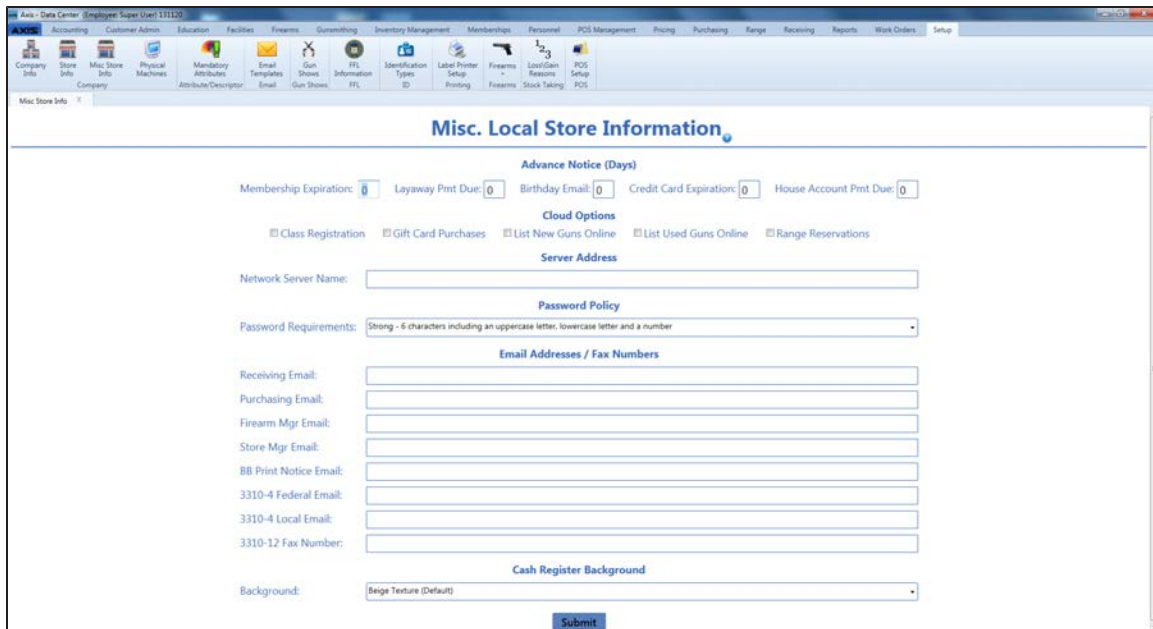 Axis - Data Center (Employee: Super User) 131120
AXIS Accounting Customer Admin Education Facilities Firearms Gunsmithing Inventory Management Memberships Personnel POS Management Pricing Purchasing Range Receiving Reports Work Orders Setup
Company Info Store Info Misc Store Info Physical Machines Mandatory Attributes Email Templates Gun Shows FFL Information Identification Types Label Printer Setup Firearms 1 2 3 Loss\Gain Reasons POS Setup
Company Attribute/Descriptor Email Gun Shows FFL ID Printing Firearms Stock Taking POS
Misc Store Info X
Misc. Local Store Information
Advance Notice (Days)
Membership Expiration: 0 Layaway Pmt Due: 0 Birthday Email: 0 Credit Card Expiration: 0 House Account Pmt Due: 0
Cloud Options
Class Registration Gift Card Purchases List New Guns Online List Used Guns Online Range Reservations
Server Address
Network Server Name:
Password Policy
Password Requirements: Strong - 6 characters including an uppercase letter, lowercase letter and a number
Email Addresses / Fax Numbers
Receiving Email:
Purchasing Email:
Firearm Mgr Email:
Store Mgr Email:
BB Print Notice Email:
3310-4 Federal Email:
3310-4 Local Email:
3310-12 Fax Number:
Cash Register Background
Background: Beige Texture (Default)
Submit